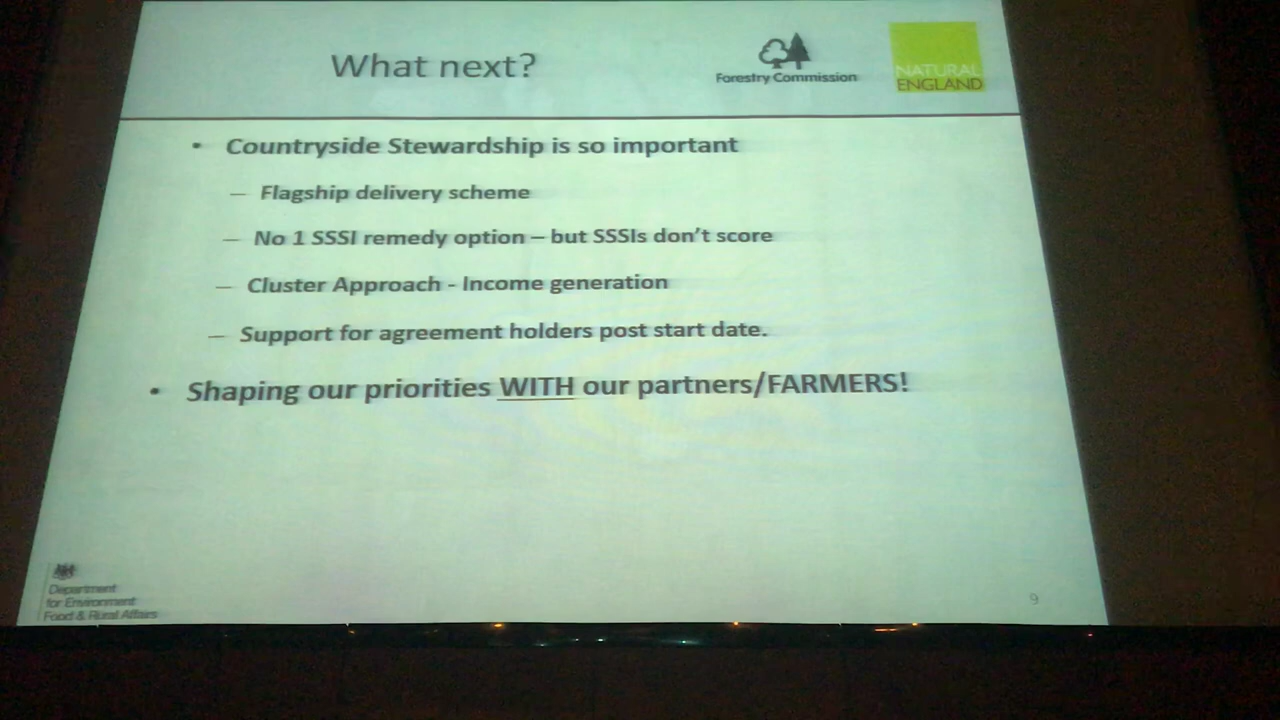 What next?
Forestry Commission
NATURAL
ENGLAND
• Countryside Stewardship is so important
– Flagship delivery scheme
– No 1 SSSI remedy option – but SSSIs don't score
– Cluster Approach - Income generation
– Support for agreement holders post start date.
• Shaping our priorities WITH our partners/FARMERS!
Department
for Environment
Food & Rural Affairs
9